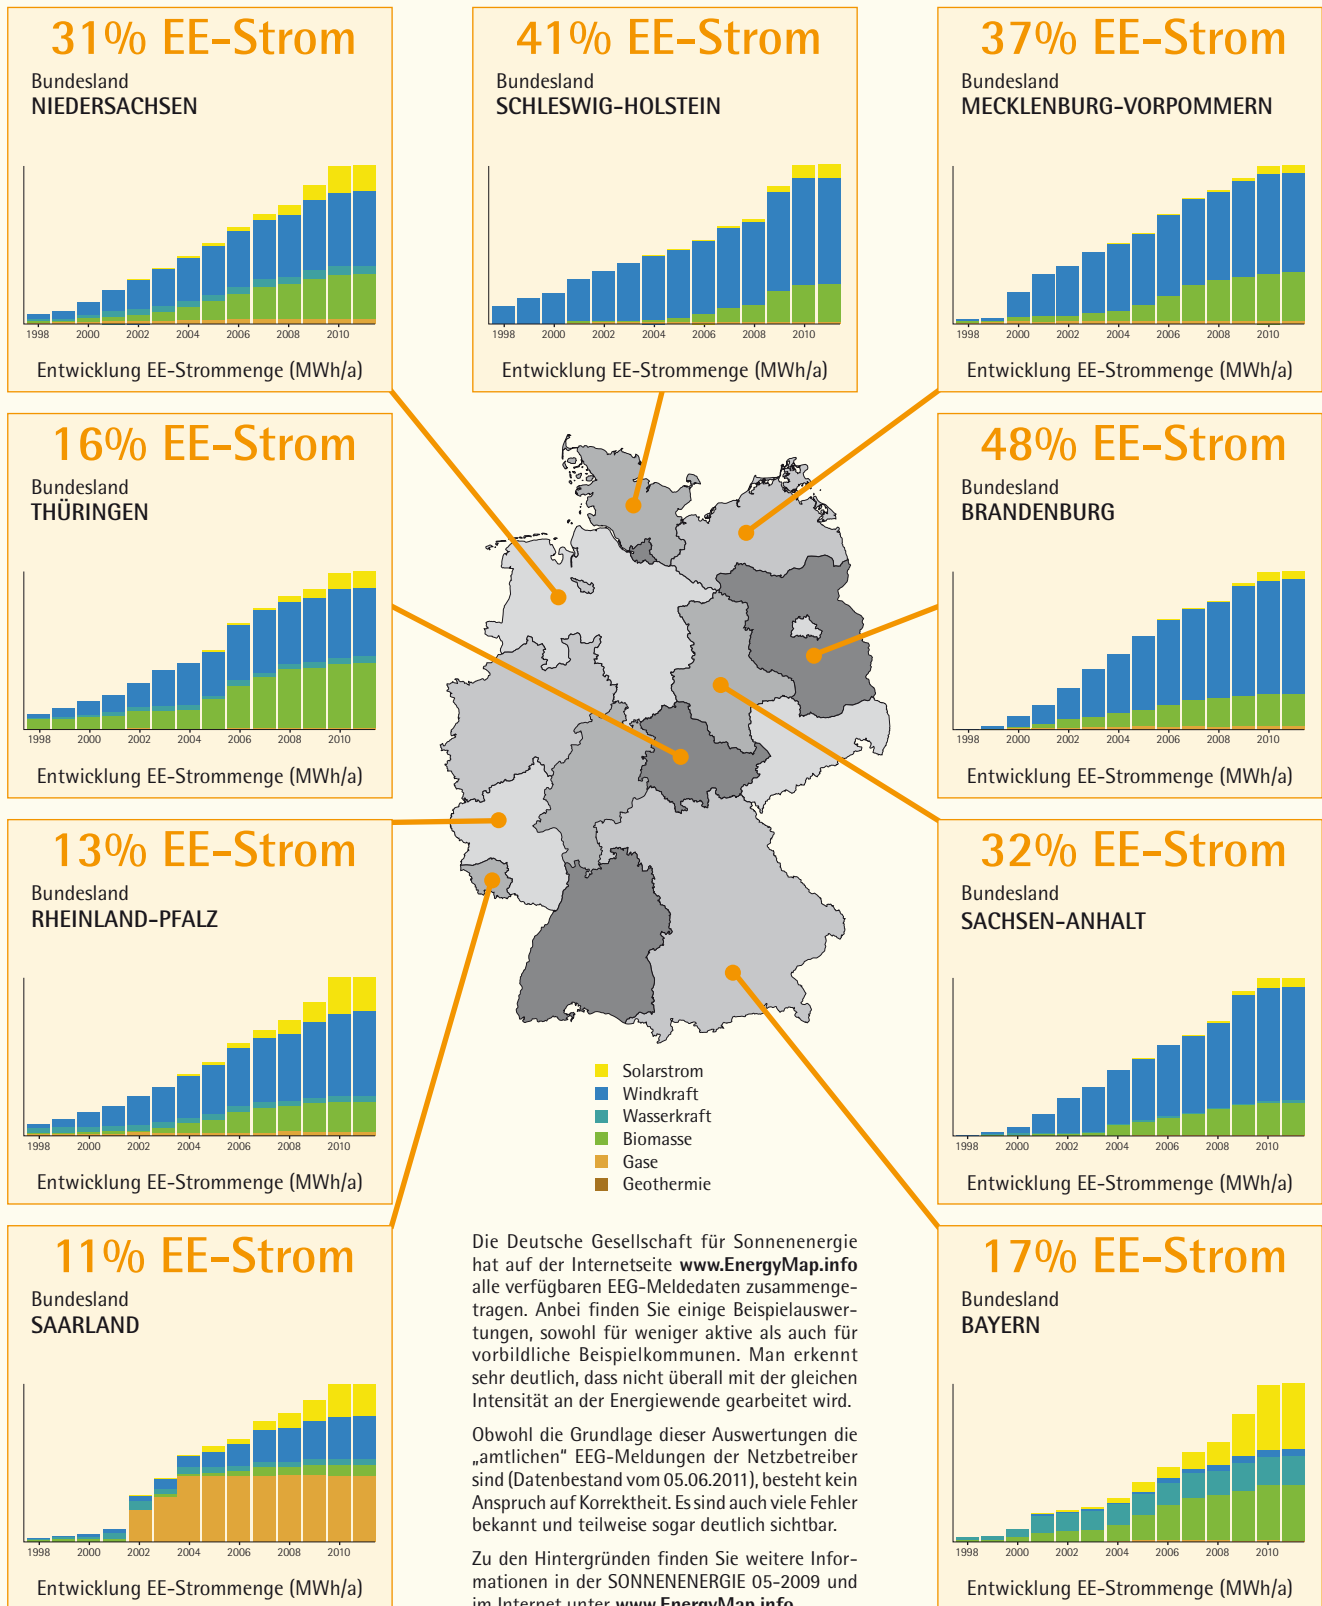 31% EE-Strom
Bundesland
NIEDERSACHSEN
1998 2000 2002 2004 2006 2008 2010
Entwicklung EE-Strommenge (MWh/a)
41% EE-Strom
Bundesland
SCHLESWIG-HOLSTEIN
1998 2000 2002 2004 2006 2008 2010
Entwicklung EE-Strommenge (MWh/a)
37% EE-Strom
Bundesland
MECKLENBURG-VORPOMMERN
1998 2000 2002 2004 2006 2008 2010
Entwicklung EE-Strommenge (MWh/a)
16% EE-Strom
Bundesland
THÜRINGEN
1998 2000 2002 2004 2006 2008 2010
Entwicklung EE-Strommenge (MWh/a)
48% EE-Strom
Bundesland
BRANDENBURG
1998 2000 2002 2004 2006 2008 2010
Entwicklung EE-Strommenge (MWh/a)
13% EE-Strom
Bundesland
RHEINLAND-PFALZ
1998 2000 2002 2004 2006 2008 2010
Entwicklung EE-Strommenge (MWh/a)
32% EE-Strom
Bundesland
SACHSEN-ANHALT
1998 2000 2002 2004 2006 2008 2010
Entwicklung EE-Strommenge (MWh/a)
Solarstrom
Windkraft
Wasserkraft
Biomasse
Gase
Geothermie
11% EE-Strom
Bundesland
SAARLAND
1998 2000 2002 2004 2006 2008 2010
Entwicklung EE-Strommenge (MWh/a)
Die Deutsche Gesellschaft für Sonnenenergie
hat auf der Internetseite www.EnergyMap.info
alle verfügbaren EEG-Meldedaten zusammenge-
tragen. Anbei finden Sie einige Beispielauswer-
tungen, sowohl für weniger aktive als auch für
vorbildliche Beispielkommunen. Man erkennt
sehr deutlich, dass nicht überall mit der gleichen
Intensität an der Energiewende gearbeitet wird.
Obwohl die Grundlage dieser Auswertungen die
„amtlichen" EEG-Meldungen der Netzbetreiber
sind (Datenbestand vom 05.06.2011), besteht kein
Anspruch auf Korrektheit. Es sind auch viele Fehler
bekannt und teilweise sogar deutlich sichtbar.
Zu den Hintergründen finden Sie weitere Infor-
mationen in der SONNENENERGIE 05-2009 und
im Internet unter www.EnergyMap.info
17% EE-Strom
Bundesland
BAYERN
1998 2000 2002 2004 2006 2008 2010
Entwicklung EE-Strommenge (MWh/a)